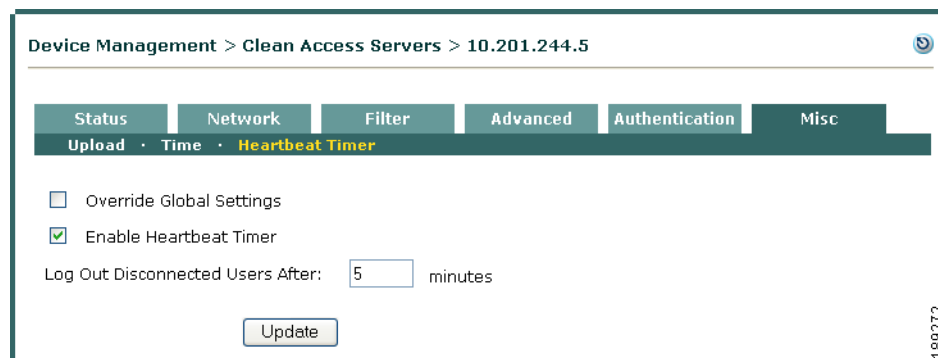 Device Management > Clean Access Servers > 10.201.244.5
Status Network Filter Advanced Authentication Misc
Upload · Time · Heartbeat Timer
Override Global Settings
Enable Heartbeat Timer
Log Out Disconnected Users After: 5 minutes
Update
189272